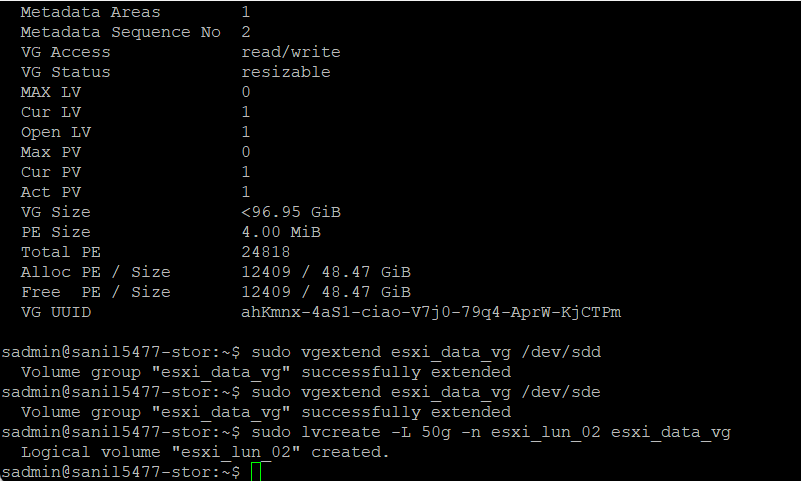 Metadata Areas 1
Metadata Sequence No 2
VG Access read/write
VG Status resizable
MAX LV 0
Cur LV 1
Open LV 1
Max PV 0
Cur PV 1
Act PV 1
VG Size <96.95 GiB
PE Size 4.00 MiB
Total PE 24818
Alloc PE / Size 12409 / 48.47 GiB
Free PE / Size 12409 / 48.47 GiB
VG UUID ahKmnx-4aS1-ciao-V7j0-79q4-AprW-KjCTPm
sadmin@sanil5477-stor:~$ sudo vgextend esxi_data_vg /dev/sdd
Volume group "esxi_data_vg" successfully extended
sadmin@sanil5477-stor:~$ sudo vgextend esxi_data_vg /dev/sde
Volume group "esxi_data_vg" successfully extended
sadmin@sanil5477-stor:~$ sudo lvcreate -L 50g -n esxi_lun_02 esxi_data_vg
Logical volume "esxi_lun_02" created.
sadmin@sanil5477-stor:~$